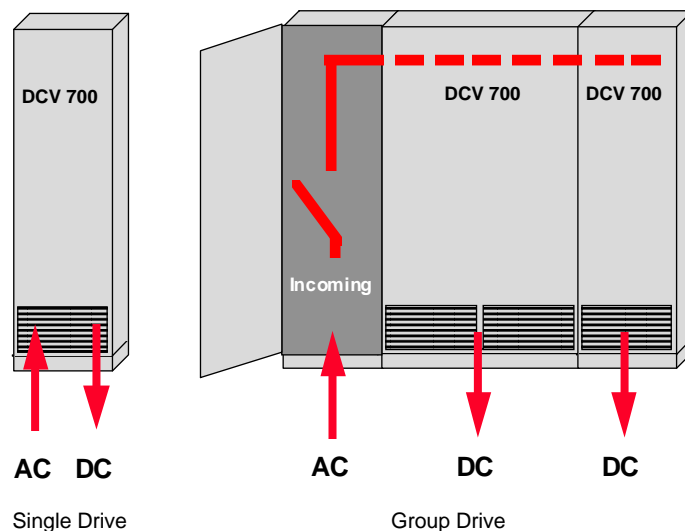 DCV 700
DCV 700 DCV 700
Incoming
AC DC AC DC DC
Single Drive Group Drive